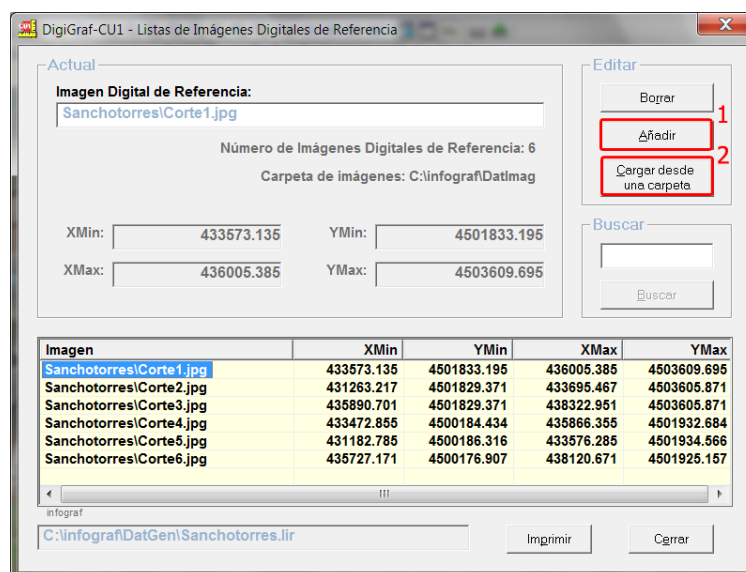 DigiGraf-CU1 - Listas de Imágenes Digitales de Referencia
Actual
Imagen Digital de Referencia:
Sanchotorres\Corte1.jpg
Número de Imágenes Digitales de Referencia: 6
Carpeta de imágenes: C:\infograf\DatImag
XMin: 433573.135 YMin: 4501833.195
XMax: 436005.385 YMax: 4503609.695
Editar
Borrar
1
Añadir
2
Cargar desde
una carpeta
Buscar
Buscar
Imagen XMin YMin XMax YMax
Sanchotorres\Corte1.jpg 433573.135 4501833.195 436005.385 4503609.695
Sanchotorres\Corte2.jpg 431263.217 4501829.371 433695.467 4503605.871
Sanchotorres\Corte3.jpg 435890.701 4501829.371 438322.951 4503605.871
Sanchotorres\Corte4.jpg 433472.855 4500184.434 435866.355 4501932.684
Sanchotorres\Corte5.jpg 431182.785 4500186.316 433576.285 4501934.566
Sanchotorres\Corte6.jpg 435727.171 4500176.907 438120.671 4501925.157
infograf
C:\infograf\DatGen\Sanchotorres.lir
Imprimir
Cerrar